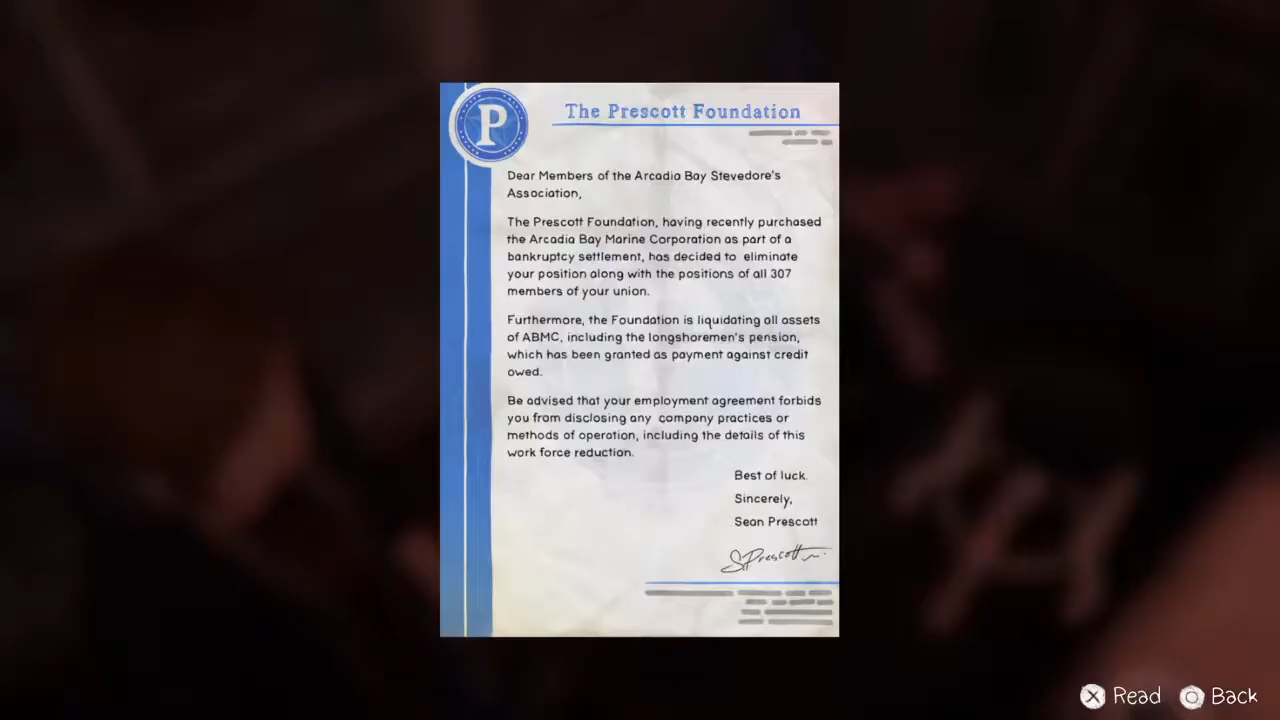 P
The Prescott Foundation
Dear Members of the Arcadia Bay Stevedore's
Association,
The Prescott Foundation, having recently purchased
the Arcadia Bay Marine Corporation as part of a
bankruptcy settlement, has decided to eliminate
your position along with the positions of all 307
members of your union.
Furthermore, the Foundation is liquidating all assets
of ABMC, including the longshoremen's pension,
which has been granted as payment against credit
owed.
Be advised that your employment agreement forbids
you from disclosing any company practices or
methods of operation, including the details of this
work force reduction.
Best of luck.
Sincerely,
Sean Prescott
S. Prescott
Read Back